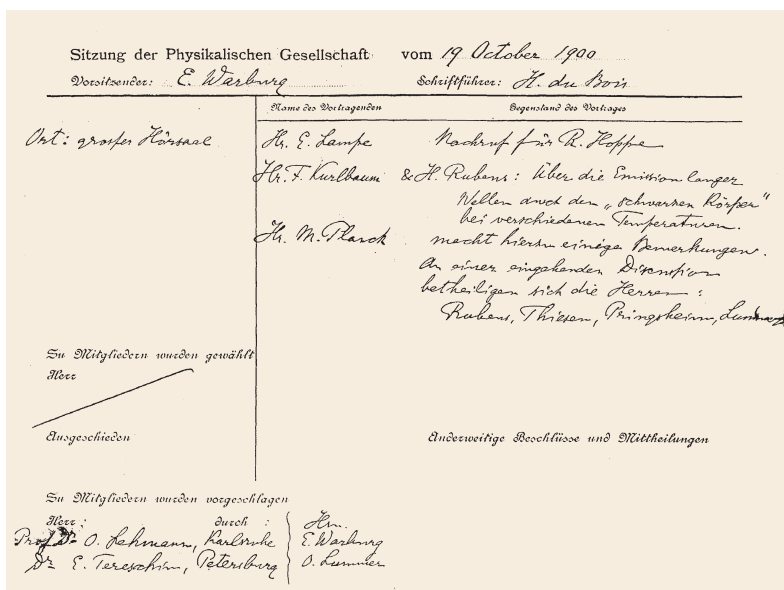 Sitzung der Physikalischen Gesellschaft vom 19 October 1900
Vorsitzender: E. Warburg Schriftführer: H. du Bois
Name des Vortragenden Gegenstand des Vortrages
Ort: grosser Hörsaal Hr. E. Lampe Nachruf für R. Hoppe
Hr. F. Kurlbaum & H. Rubens: Über die Emission langer
Wellen durch den „schwarzen Körper“
bei verschiedenen Temperaturen.
Hr. M. Planck macht hierzu einige Bemerkungen.
An einer eingehenden Discussion
betheiligen sich die Herren:
Rubens, Thiesen, Pringsheim,
Zu Mitgliedern wurden gewählt
Herr
Ausgeschieden Anderweitige Beschlüsse und Mittheilungen
Zu Mitgliedern wurden vorgeschlagen
Herr: durch: Hrn.
Prof. Dr. O. Lehmann, Karlsruhe E. Warburg
Dr E. Petersburg O. Lummer